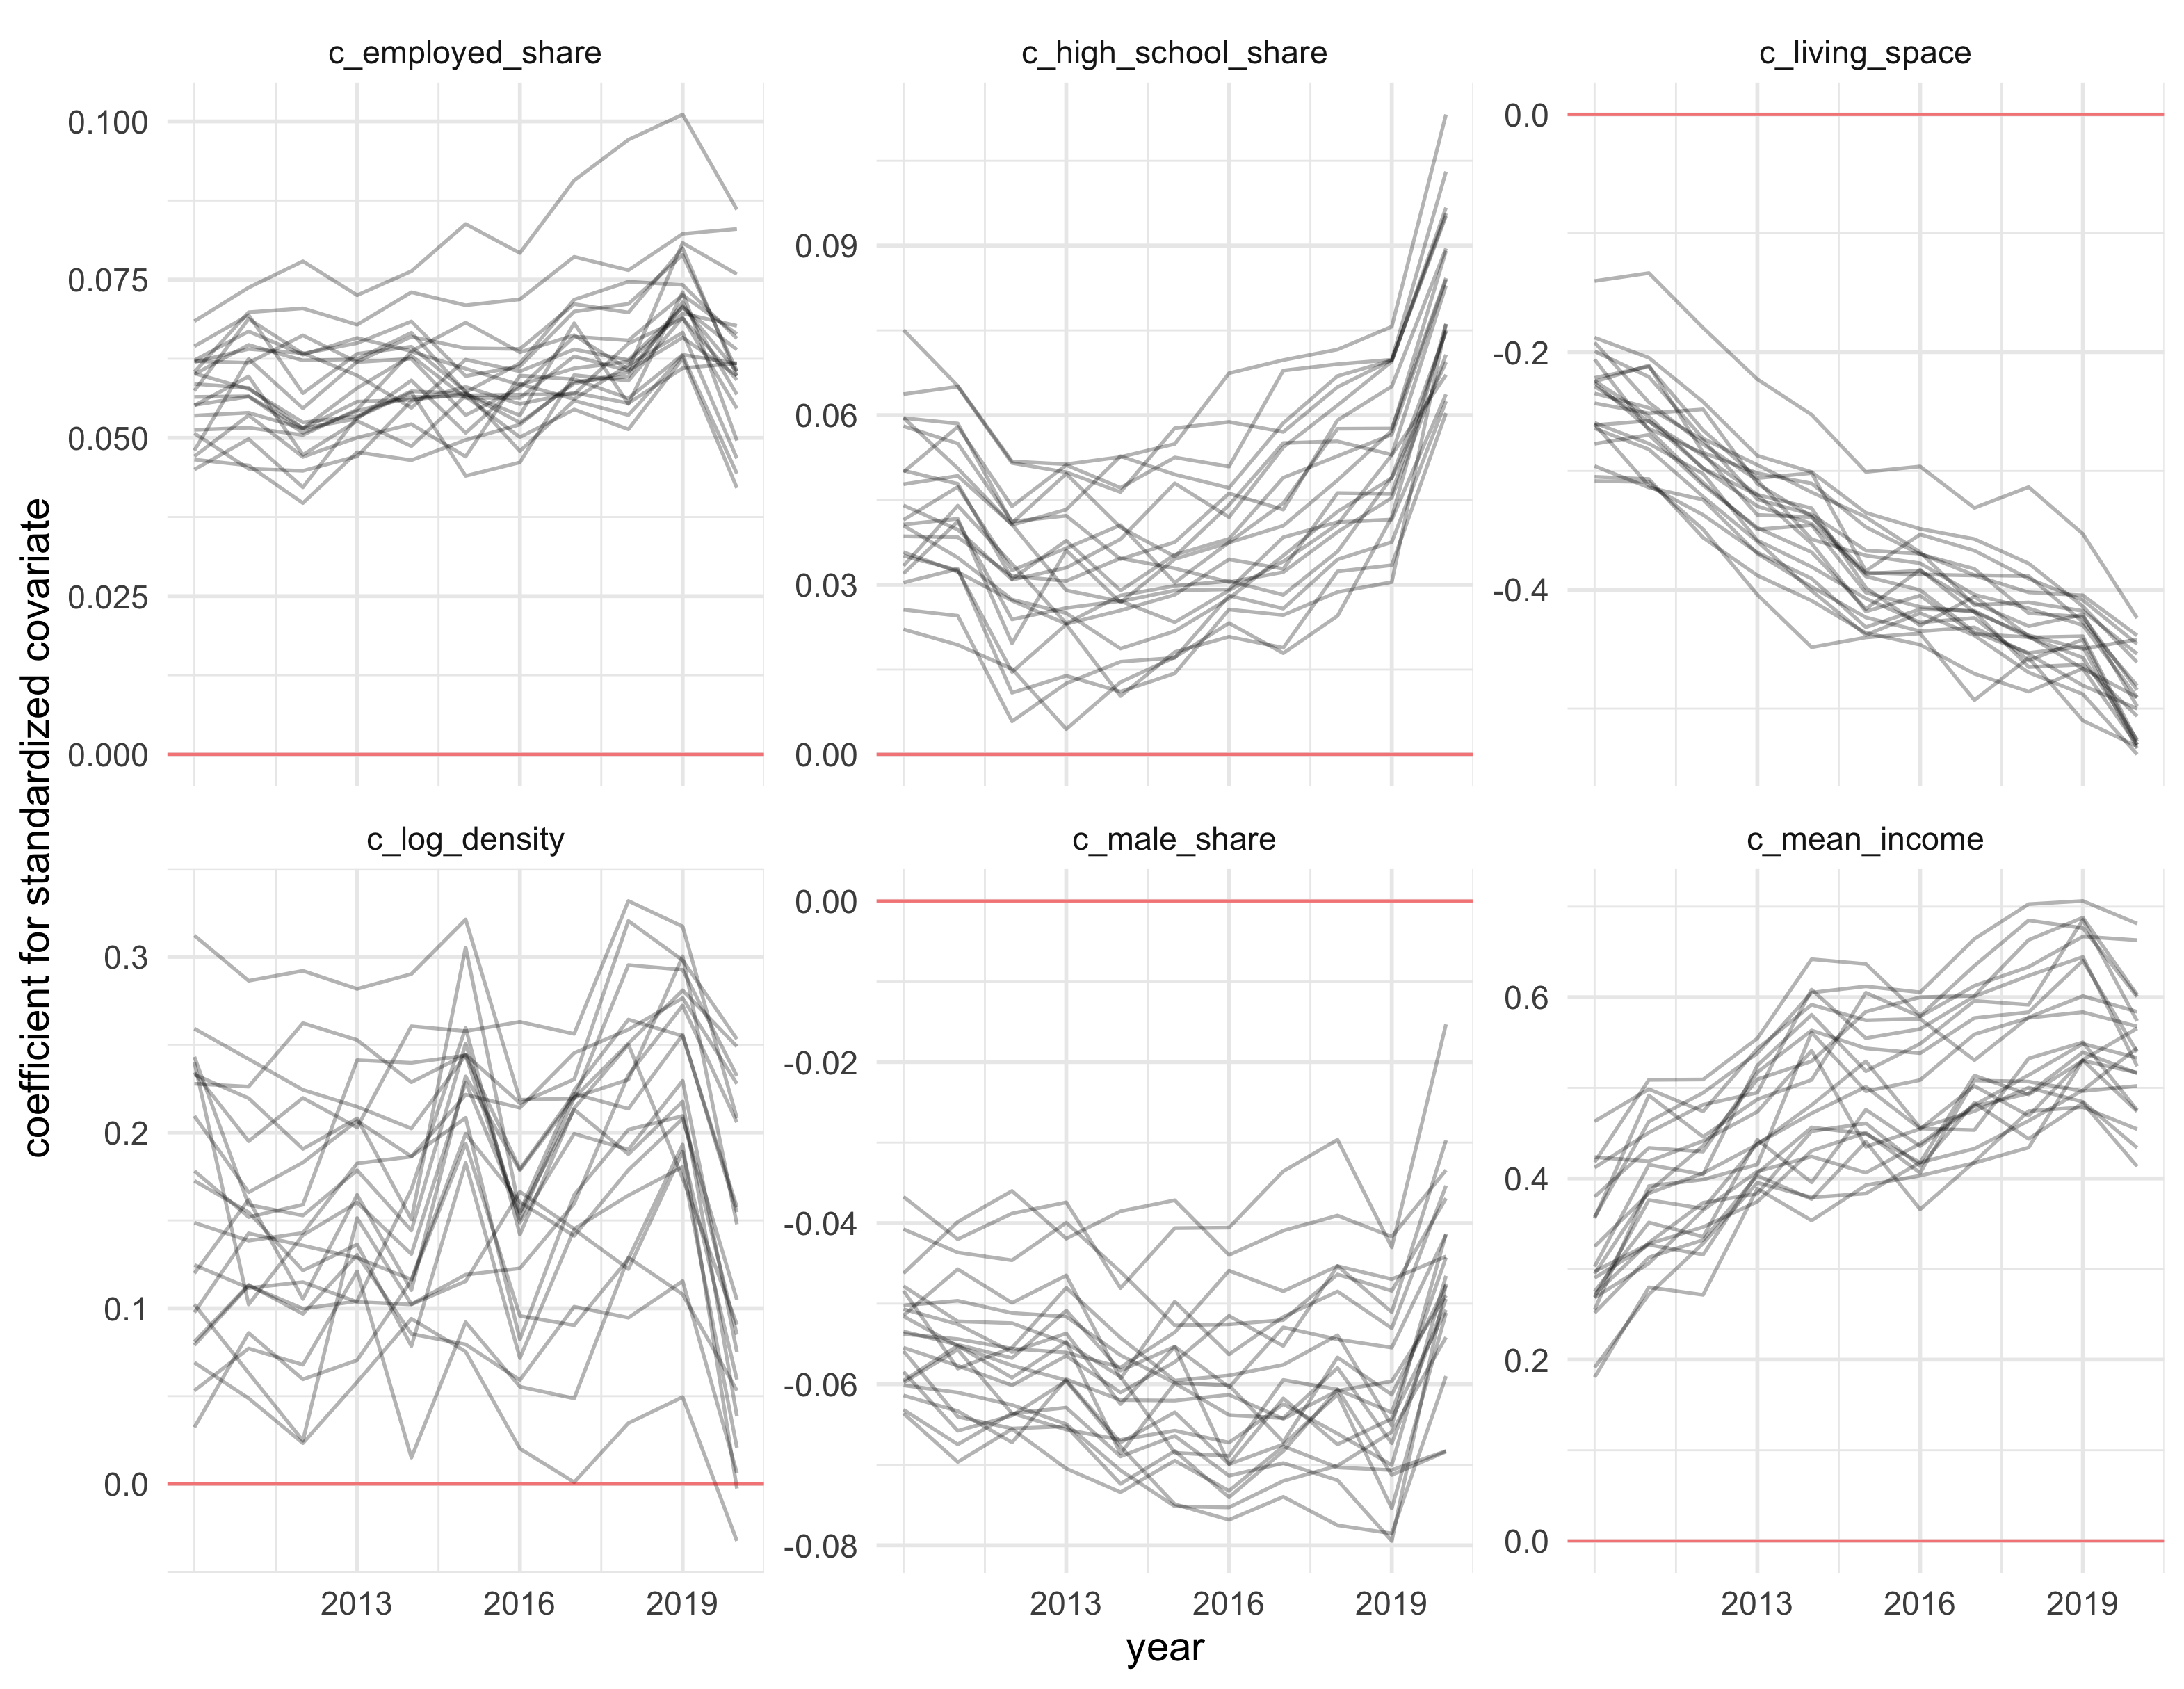 c_employed_share
c_high_school_share
c_living_space
0.100
0.075
0.050
0.025
0.000
0.09
0.06
0.03
0.00
0.0
-0.2
-0.4
coefficient for standardized covariate
c_log_density
c_male_share
c_mean_income
0.3
0.2
0.1
0.0
0.00
-0.02
-0.04
-0.06
-0.08
0.6
0.4
0.2
0.0
2013 2016 2019
2013 2016 2019
2013 2016 2019
year